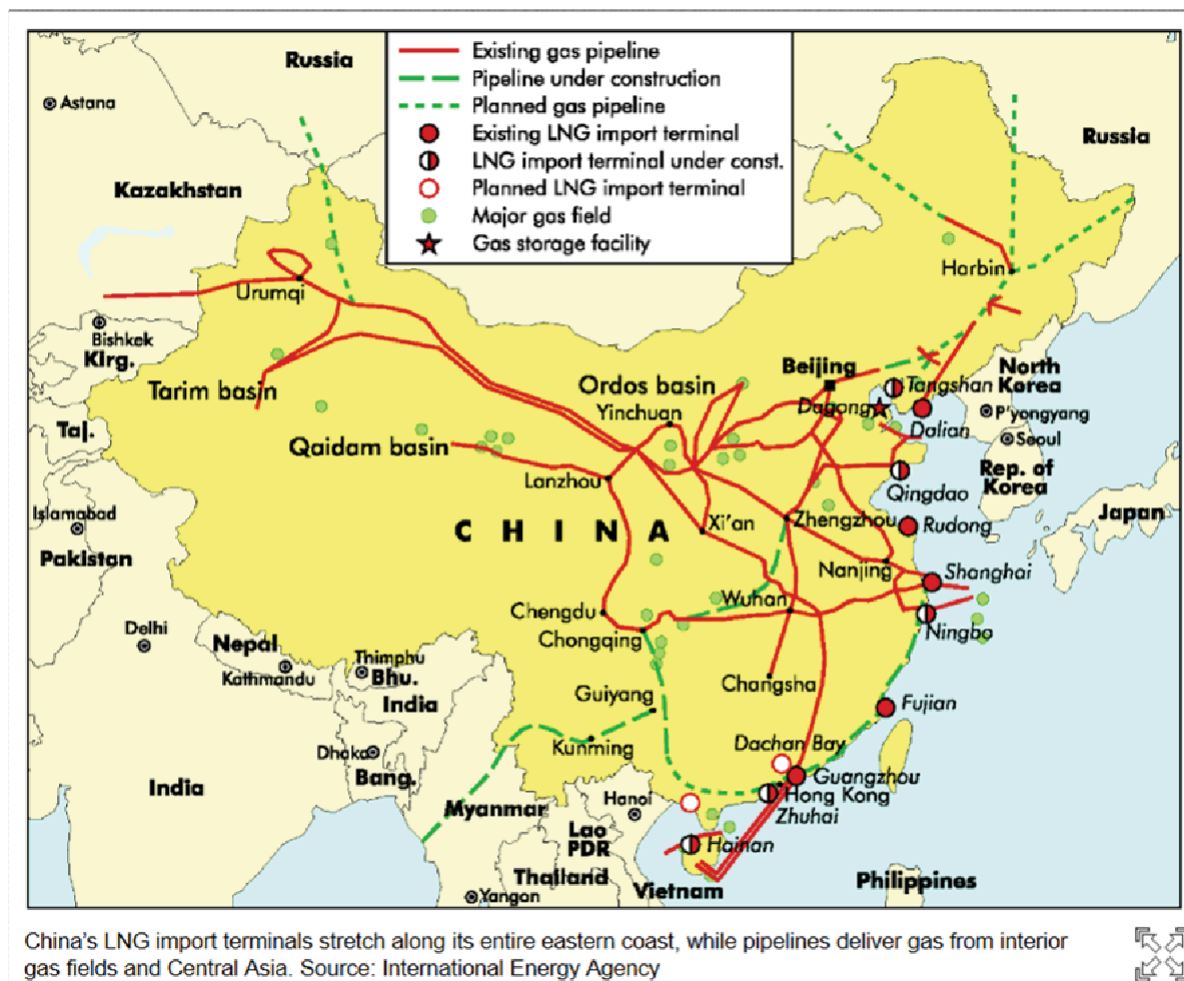 Existing gas pipeline
Pipeline under construction
Planned gas pipeline
Existing LNG import terminal
LNG import terminal under const.
Planned LNG import terminal
Major gas field
Gas storage facility
Russia
Astana
Russia
Kazakhstan
Harbin
Urumqi
Bishkek
Kirg.
Beijing
North
Korea
Ordos basin
Tangshan
Tarim basin
Yinchuan
Dagong
P'yongyang
Dalian
Taj.
Qaidam basin
Seoul
Rep. of
Korea
Lanzhou
Qingdao
Islamabad
Japan
CHINA
Xi'an
Zhengzhou
Rudong
Pakistan
Nanjing
Shanghai
Chengdu
Wuhan
Delhi
Chongqing
Ningbo
Nepal
Thimphu
Kathmandu
Bhu.
Changsha
India
Guiyang
Fujian
Kunming
Dachan Bay
Dhaka
Bang.
Guangzhou
India
Hanoi
Hong Kong
Myanmar
Zhuhai
Lao
PDR
Hainan
Thailand
Vietnam
Philippines
Yangon
China's LNG import terminals stretch along its entire eastern coast, while pipelines deliver gas from interior
gas fields and Central Asia. Source: International Energy Agency